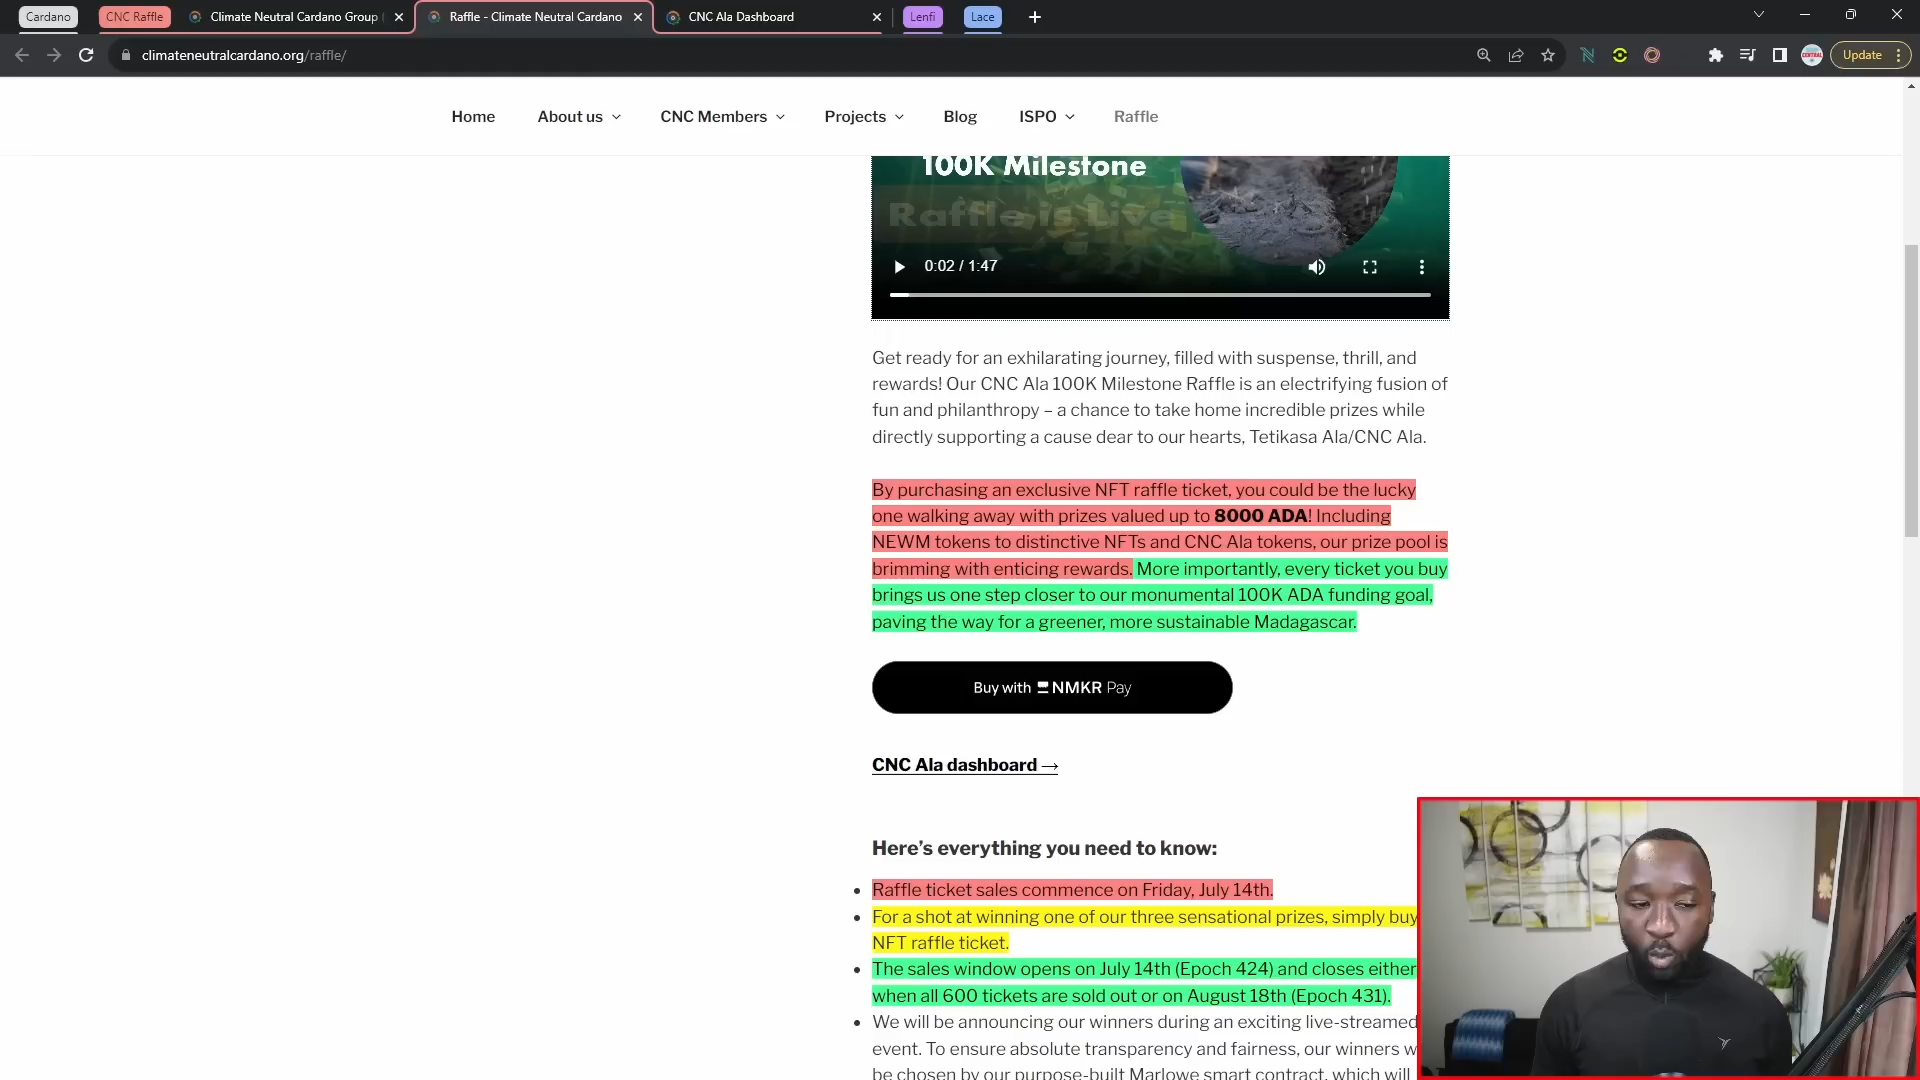 Cardano
CNC Raffle
Climate Neutral Cardano Group
Raffle - Climate Neutral Cardano
CNC Ala Dashboard
Lenfi
Lace
climateneutralcardano.org/raffle/
Update
Home
About us
CNC Members
Projects
Blog
ISPO
Raffle
100K Milestone
Raffle is Live
0:02 / 1:47
Get ready for an exhilarating journey, filled with suspense, thrill, and
rewards! Our CNC Ala 100K Milestone Raffle is an electrifying fusion of
fun and philanthropy – a chance to take home incredible prizes while
directly supporting a cause dear to our hearts, Tetikasa Ala/CNC Ala.
By purchasing an exclusive NFT raffle ticket, you could be the lucky
one walking away with prizes valued up to 8000 ADA! Including
NEWM tokens to distinctive NFTs and CNC Ala tokens, our prize pool is
brimming with enticing rewards. More importantly, every ticket you buy
brings us one step closer to our monumental 100K ADA funding goal,
paving the way for a greener, more sustainable Madagascar.
Buy with NMKR Pay
CNC Ala dashboard →
Here's everything you need to know:
Raffle ticket sales commence on Friday, July 14th.
For a shot at winning one of our three sensational prizes, simply buy
NFT raffle ticket.
The sales window opens on July 14th (Epoch 424) and closes either
when all 600 tickets are sold out or on August 18th (Epoch 431).
We will be announcing our winners during an exciting live-streamed
event. To ensure absolute transparency and fairness, our winners w
be chosen by our purpose-built Marlowe smart contract, which will